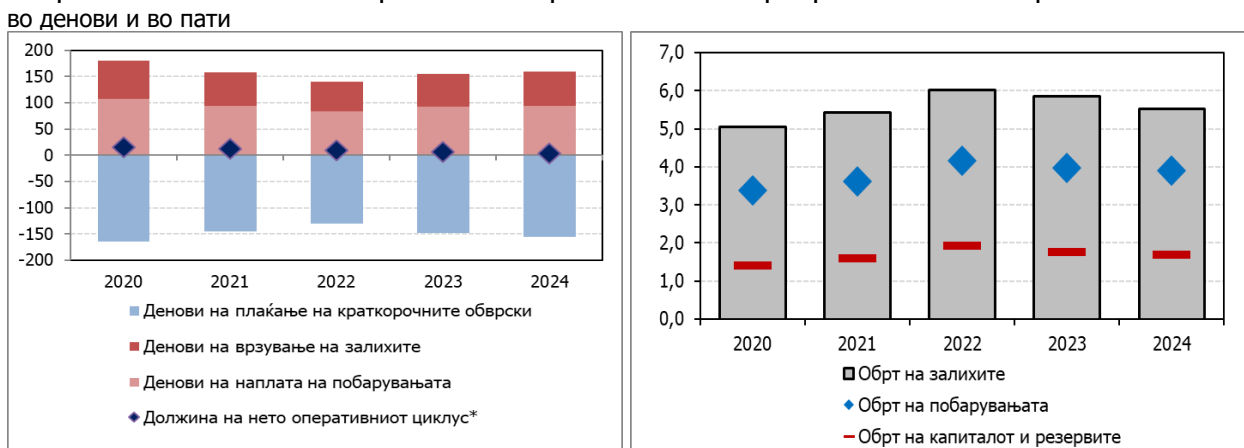 во денови и во пати
200
150
100
50
0
-50
-100
-150
-200
2020 2021 2022 2023 2024
Денови на плаќање на краткорочните обврски
Денови на врзување на залихите
Денови на наплата на побарувањата
Должина на нето оперативниот циклус*
7,0
6,0
5,0
4,0
3,0
2,0
1,0
0,0
2020 2021 2022 2023 2024
Обрт на залихите
Обрт на побарувањата
Обрт на капиталот и резервите